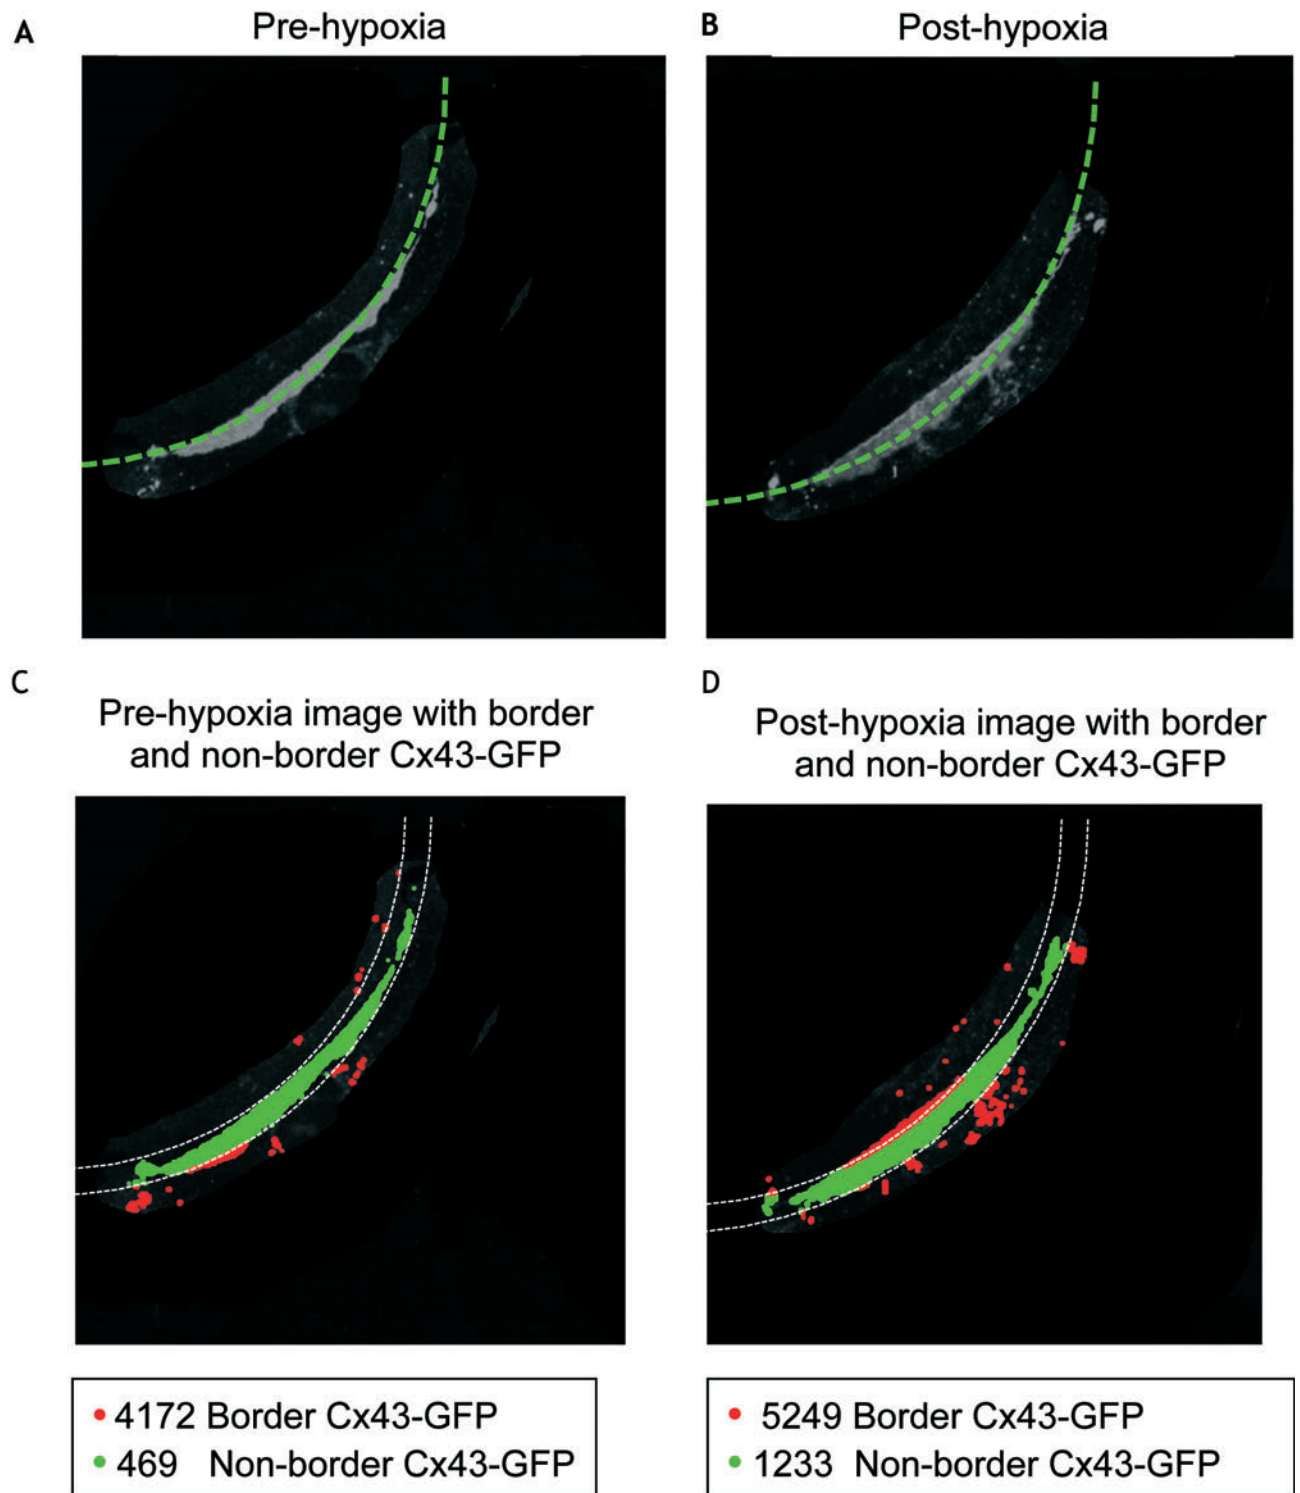 A
Pre-hypoxia
B
Post-hypoxia
C
Pre-hypoxia image with border
and non-border Cx43-GFP
D
Post-hypoxia image with border
and non-border Cx43-GFP
4172 Border Cx43-GFP
469 Non-border Cx43-GFP
5249 Border Cx43-GFP
1233 Non-border Cx43-GFP